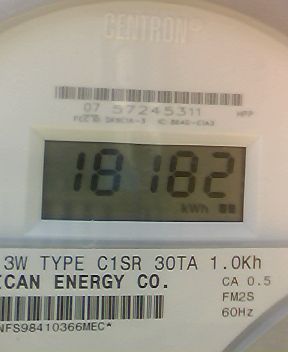 CENTRON®
07 57245311
18182
kWh
3W TYPE C1SR 30TA 1.0Kh
ICAN ENERGY CO.
CA 0.5
FM2S
60Hz
NFS98410366MEC*